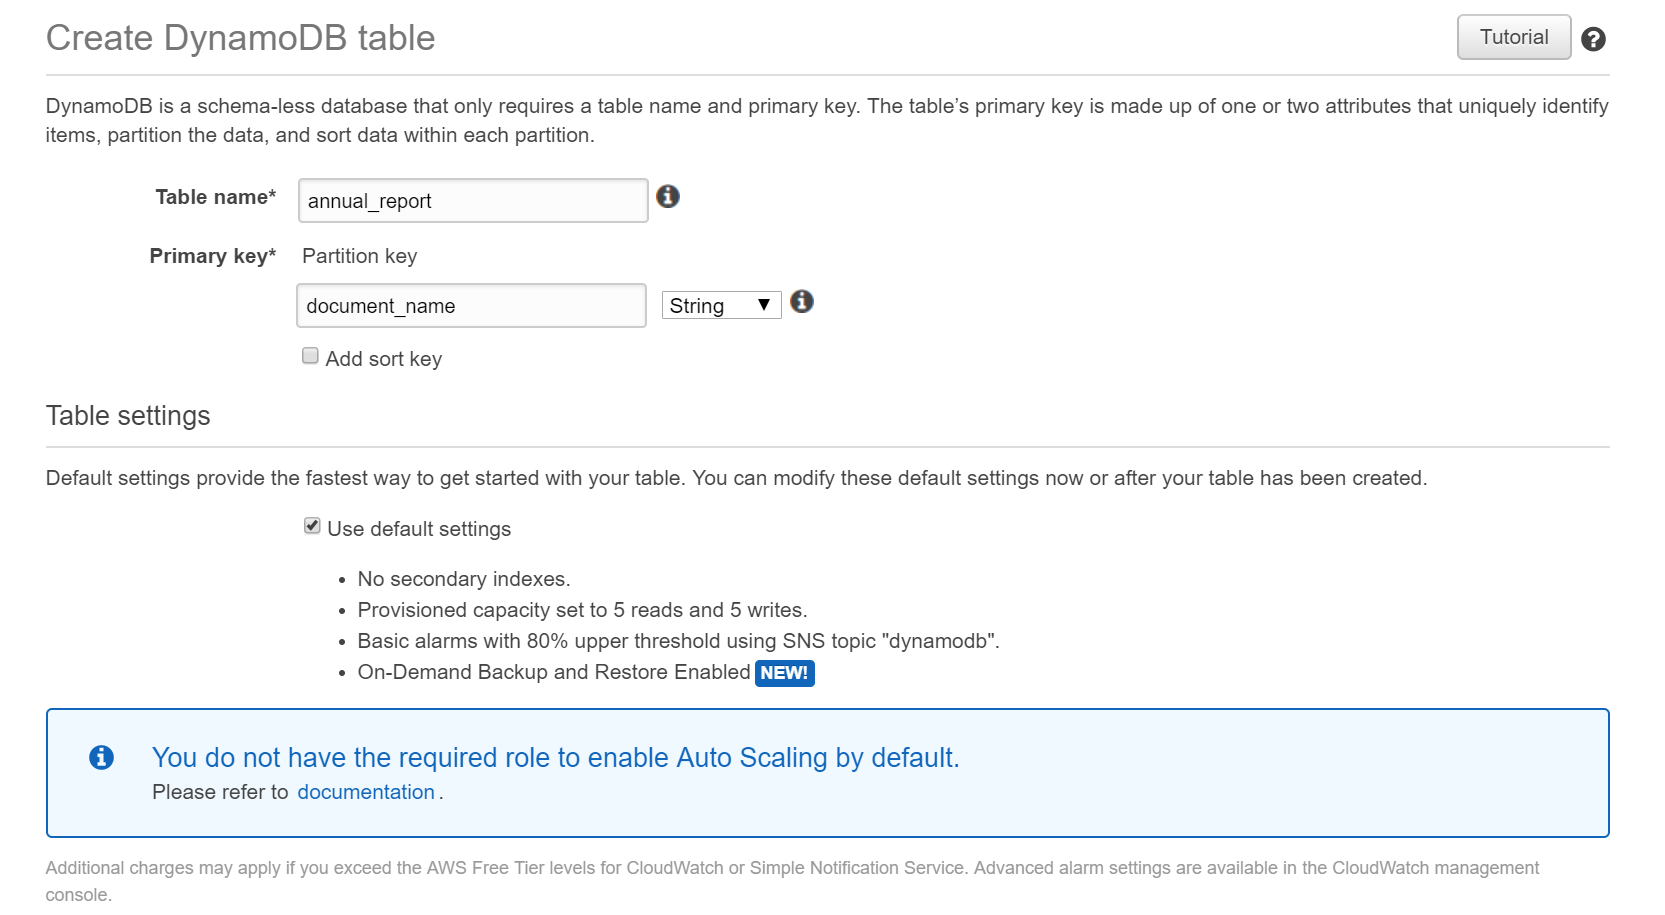 Create DynamoDB table
Tutorial
DynamoDB is a schema-less database that only requires a table name and primary key. The table’s primary key is made up of one or two attributes that uniquely identify
items, partition the data, and sort data within each partition.
Table name*
annual_report
Primary key*
Partition key
document_name
String
Add sort key
Table settings
Default settings provide the fastest way to get started with your table. You can modify these default settings now or after your table has been created.
Use default settings
No secondary indexes.
Provisioned capacity set to 5 reads and 5 writes.
Basic alarms with 80% upper threshold using SNS topic "dynamodb".
On-Demand Backup and Restore Enabled NEW!
You do not have the required role to enable Auto Scaling by default.
Please refer to documentation.
Additional charges may apply if you exceed the AWS Free Tier levels for CloudWatch or Simple Notification Service. Advanced alarm settings are available in the CloudWatch management
console.